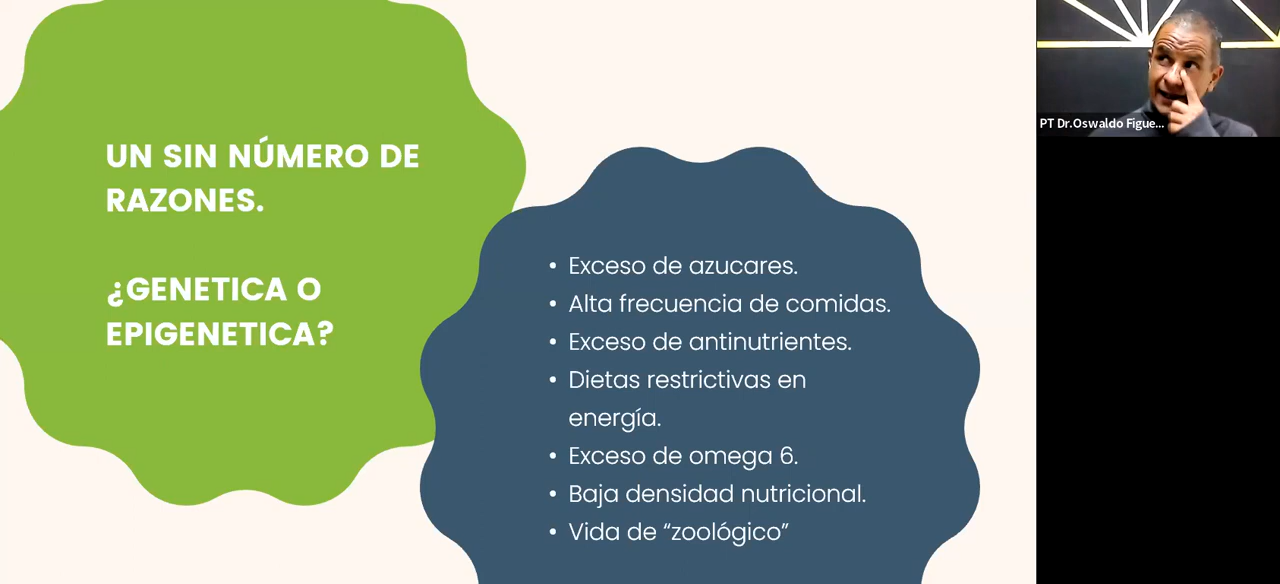 UN SIN NÚMERO DE
RAZONES.
¿GENETICA O
EPIGENETICA?
• Exceso de azucares.
• Alta frecuencia de comidas.
• Exceso de antinutrientes.
• Dietas restrictivas en
energía.
• Exceso de omega 6.
• Baja densidad nutricional.
• Vida de “zoológico”
PT Dr.Oswaldo Figue...